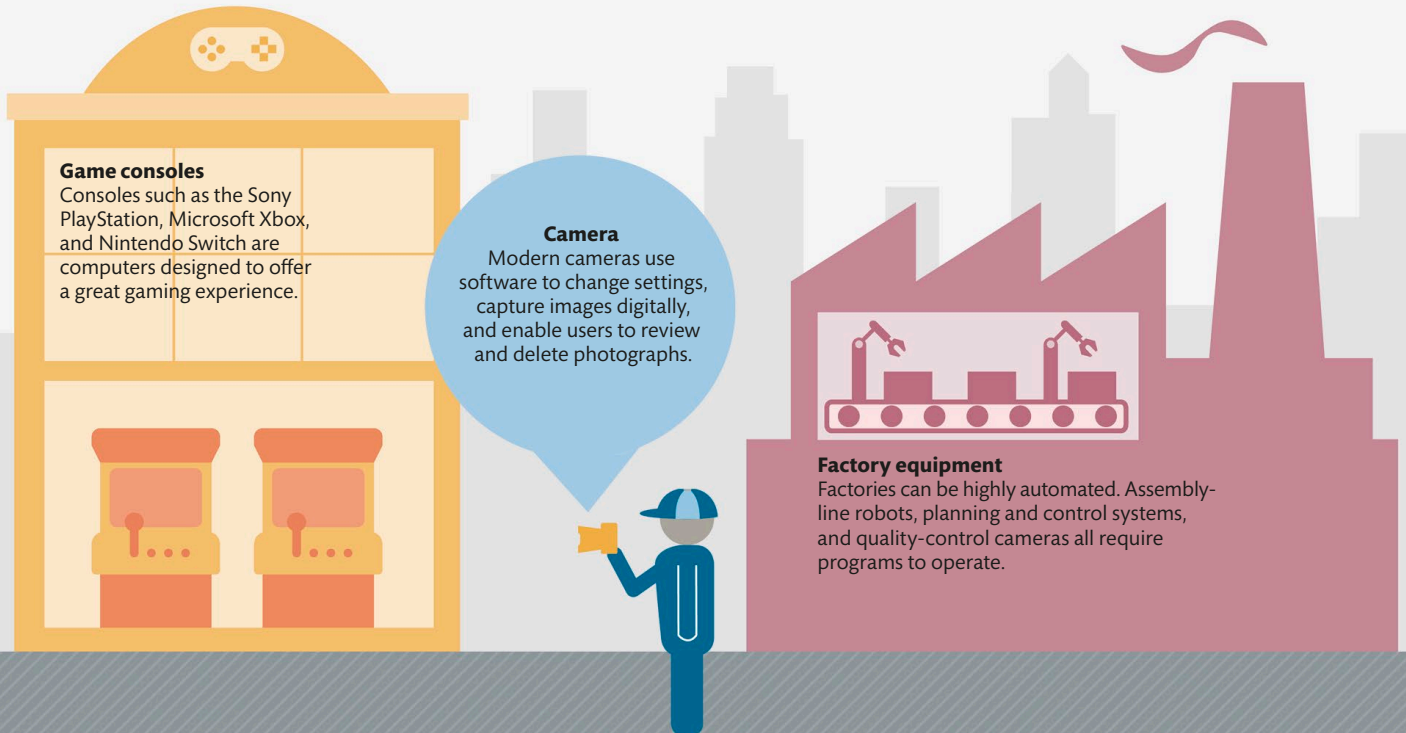 Game consoles
Consoles such as the Sony
PlayStation, Microsoft Xbox,
and Nintendo Switch are
computers designed to offer
a great gaming experience.
Camera
Modern cameras use
software to change settings,
capture images digitally,
and enable users to review
and delete photographs.
Factory equipment
Factories can be highly automated. Assembly-
line robots, planning and control systems,
and quality-control cameras all require
programs to operate.